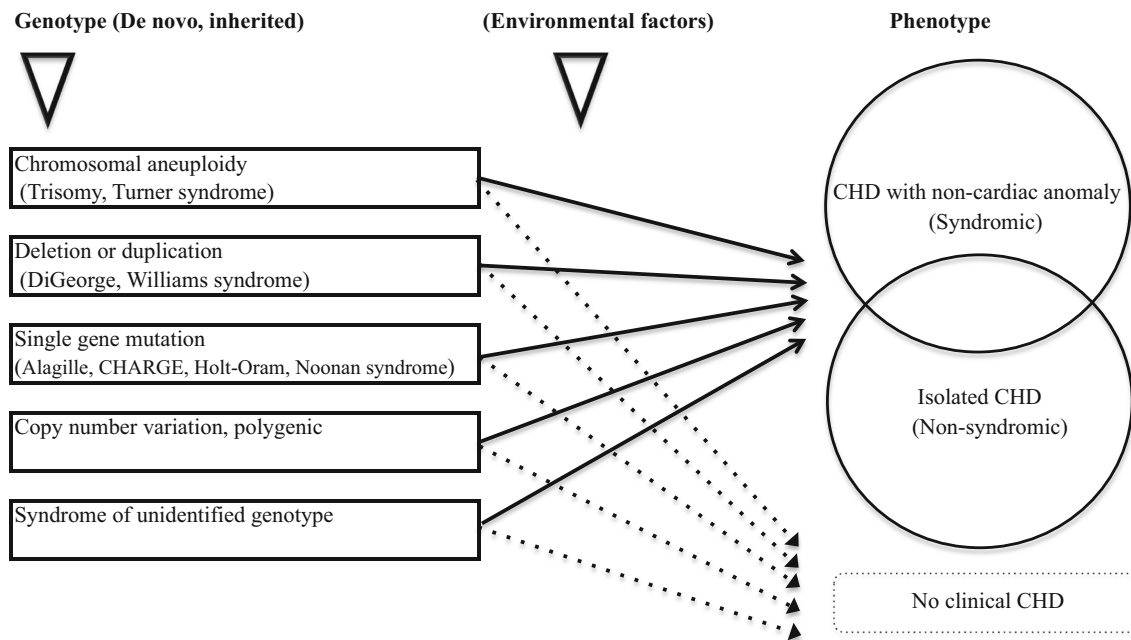 Genotype (De novo, inherited)
(Environmental factors)
Phenotype
Chromosomal aneuploidy
(Trisomy, Turner syndrome)
Deletion or duplication
(DiGeorge, Williams syndrome)
Single gene mutation
(Alagille, CHARGE, Holt-Oram, Noonan syndrome)
Copy number variation, polygenic
Syndrome of unidentified genotype
CHD with non-cardiac anomaly
(Syndromic)
Isolated CHD
(Non-syndromic)
No clinical CHD